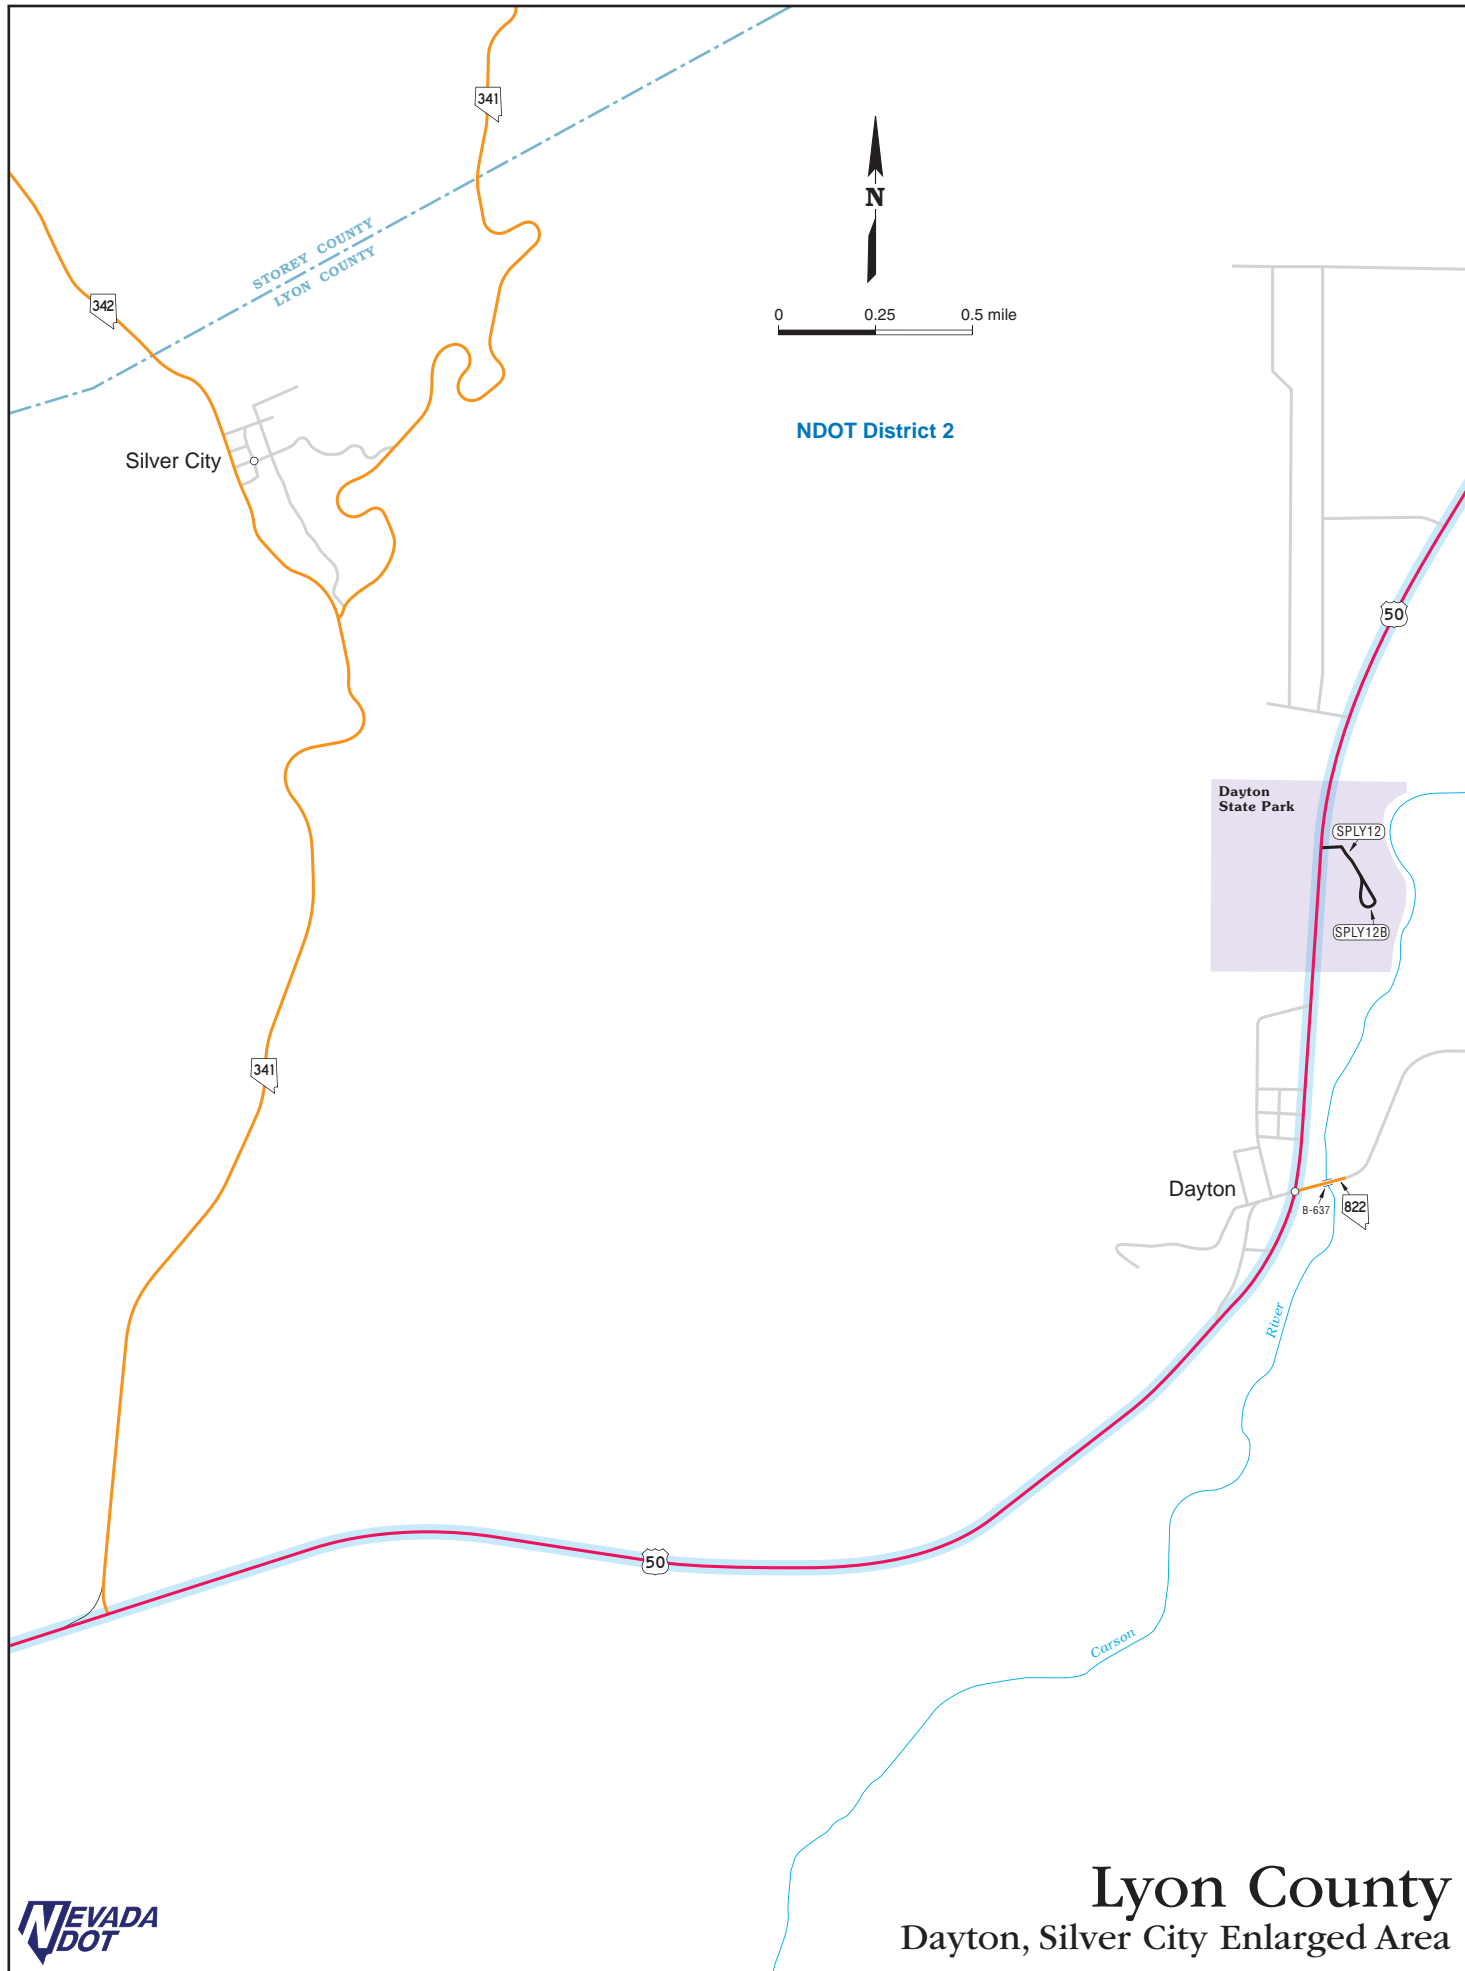 341
STOREY COUNTY
LYON COUNTY
N
342
0 0.25 0.5 mile
NDOT District 2
Silver City
50
Dayton
State Park
SPLY12
SPLY12B
341
Dayton
B-637
822
River
50
Carson
Lyon County
Dayton, Silver City Enlarged Area
NEVADA
DOT